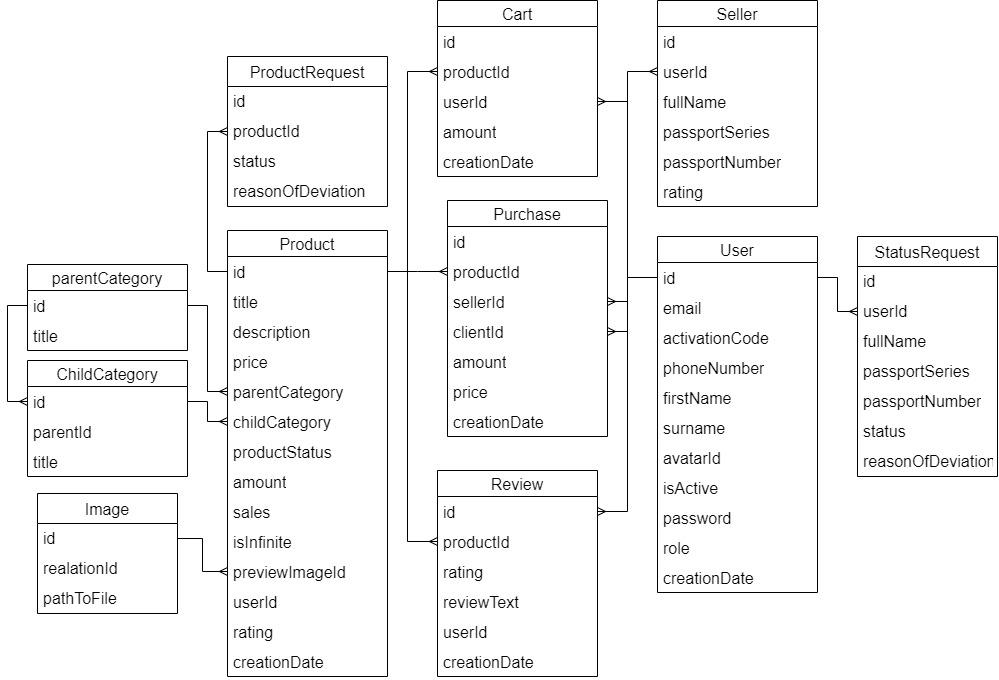 Cart
id
productId
userId
amount
creationDate
Seller
id
userId
fullName
passportSeries
passportNumber
rating
ProductRequest
id
productId
status
reasonOfDeviation
Purchase
id
productId
sellerId
clientId
amount
price
creationDate
Product
id
title
description
price
parentCategory
childCategory
productStatus
amount
sales
isInfinite
previewImageId
userId
rating
creationDate
User
id
email
activationCode
phoneNumber
firstName
surname
avatarId
isActive
password
role
creationDate
StatusRequest
id
userId
fullName
passportSeries
passportNumber
status
reasonOfDeviation
parentCategory
id
title
ChildCategory
id
parentId
title
Image
id
realationId
pathToFile
Review
id
productId
rating
reviewText
userId
creationDate